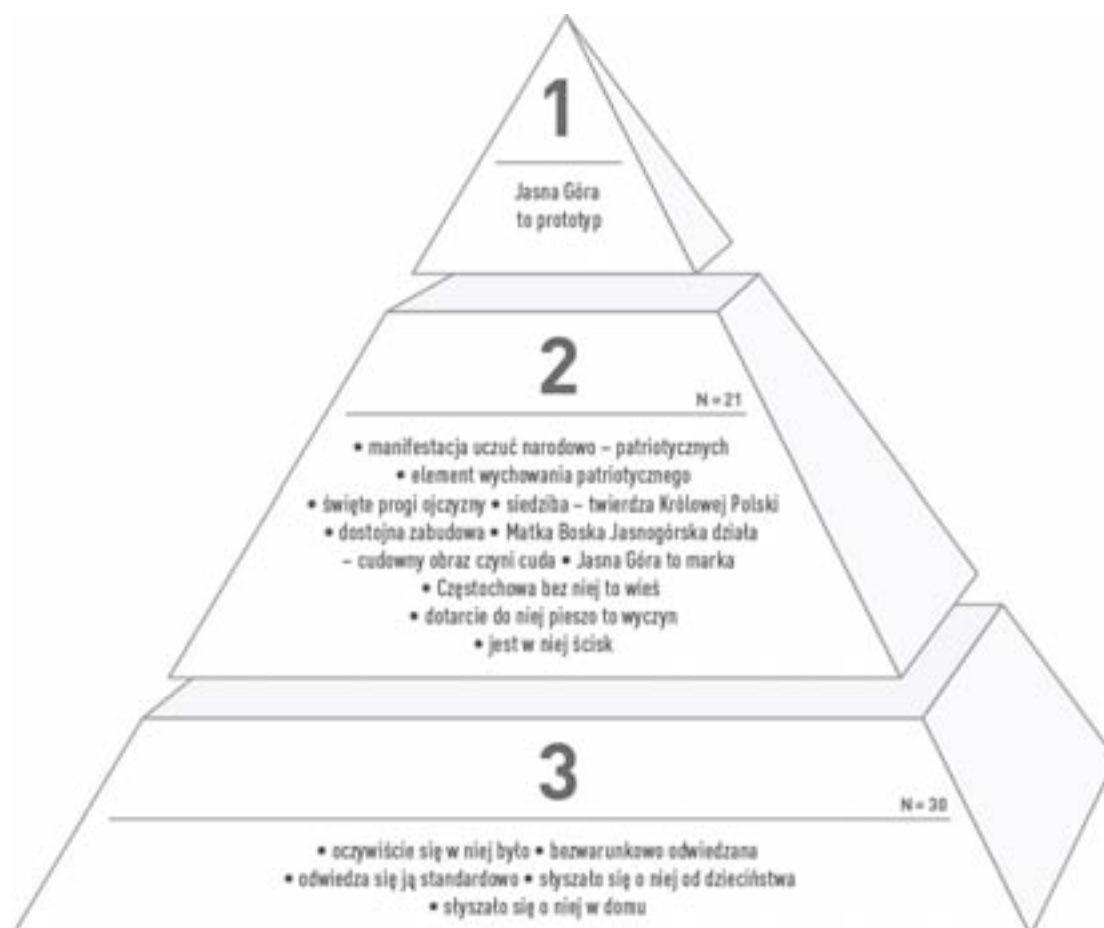 1
Jasna Góra
to prototyp
2
N = 21
• manifestacja uczuć narodowo – patriotycznych
• element wychowania patriotycznego
• święte progi ojczyzny • siedziba – twierdza Królowej Polski
• dostojna zabudowa • Matka Boska Jasnogórska działa
– cudowny obraz czyni cuda • Jasna Góra to marka
• Częstochowa bez niej to wieś
• dotarcie do niej pieszo to wyczyn
• jest w niej ścisk
3
N = 30
• oczywiście się w niej było • bezwarunkowo odwiedzana
• odwiedza się ją standardowo • słyszało się o niej od dzieciństwa
• słyszało się o niej w domu